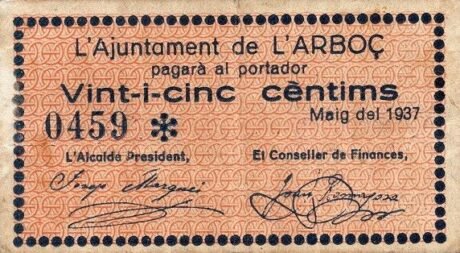 L'Ajuntament de L'ARBOÇ
pagarà al portador
Vint-i-cinc cèntims
Maig del 1937
0459 *
L'Alcalde President, El Conseller de Finances,